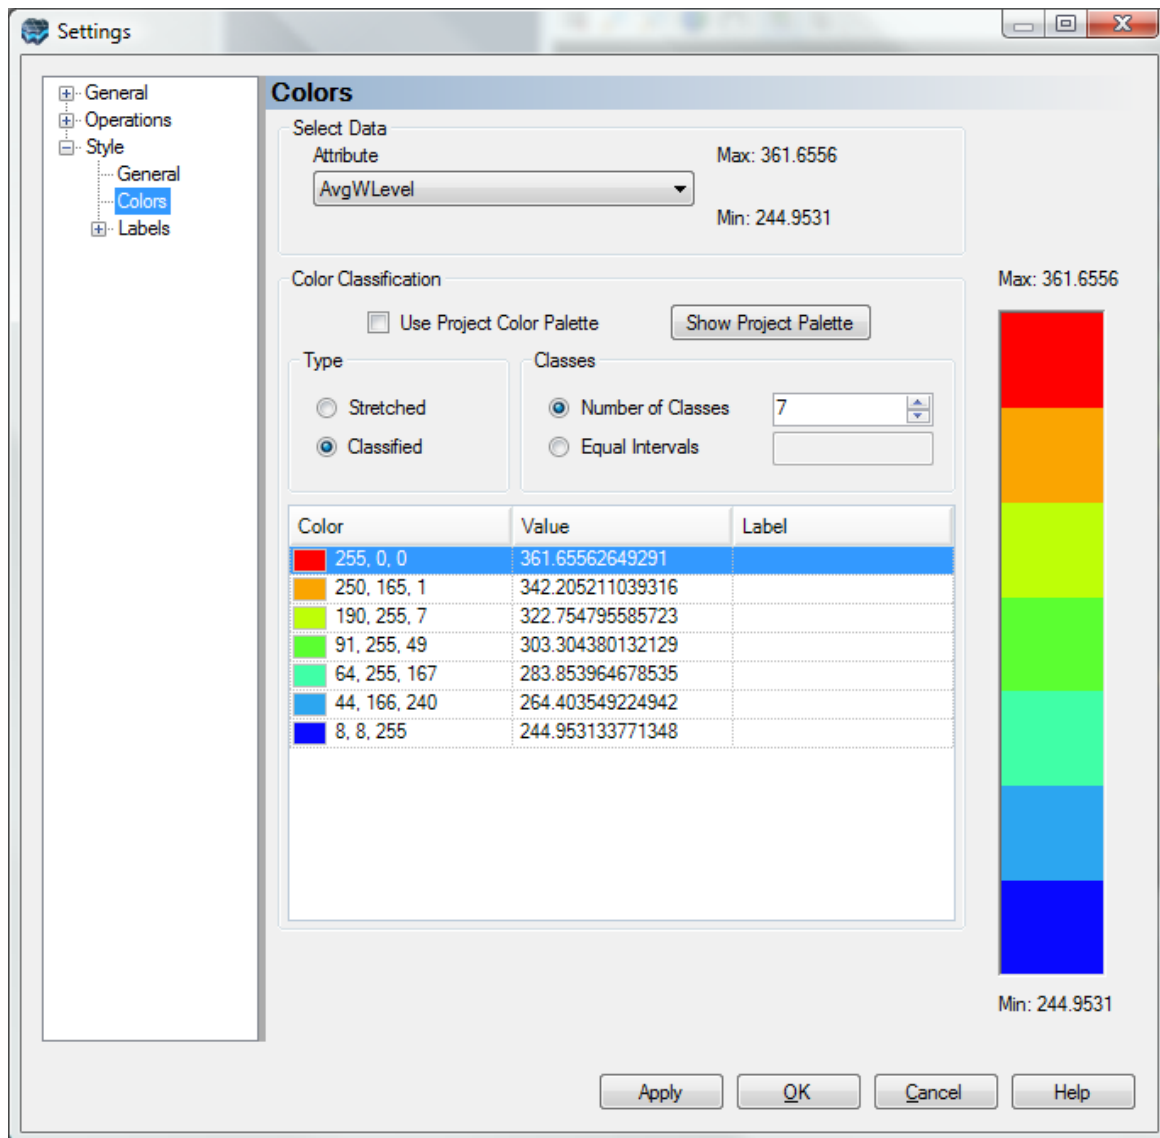 Settings
General
Operations
Style
General
Colors
Labels
Colors
Select Data
Attribute
Max: 361.6556
AvgWLevel
Min: 244.9531
Color Classification
Max: 361.6556
Use Project Color Palette
Show Project Palette
Type
Classes
Stretched
Number of Classes 7
Classified
Equal Intervals
Color Value Label
255, 0, 0 361.65562649291
250, 165, 1 342.205211039316
190, 255, 7 322.754795585723
91, 255, 49 303.304380132129
64, 255, 167 283.853964678535
44, 166, 240 264.403549224942
8, 8, 255 244.953133771348
Min: 244.9531
Apply OK Cancel Help